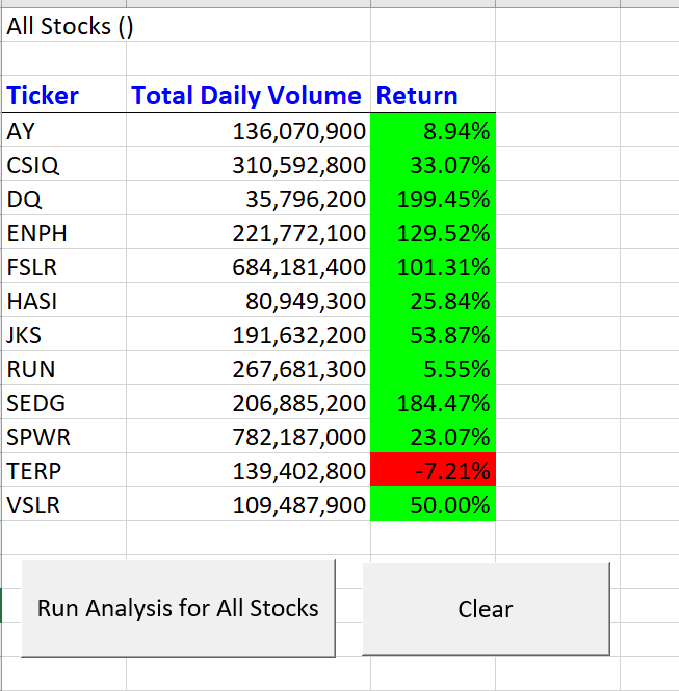 All Stocks ()
Ticker Total Daily Volume Return
AY 136,070,900 8.94%
CSIQ 310,592,800 33.07%
DQ 35,796,200 199.45%
ENPH 221,772,100 129.52%
FSLR 684,181,400 101.31%
HASI 80,949,300 25.84%
JKS 191,632,200 53.87%
RUN 267,681,300 5.55%
SEDG 206,885,200 184.47%
SPWR 782,187,000 23.07%
TERP 139,402,800 -7.21%
VSLR 109,487,900 50.00%
Run Analysis for All Stocks Clear